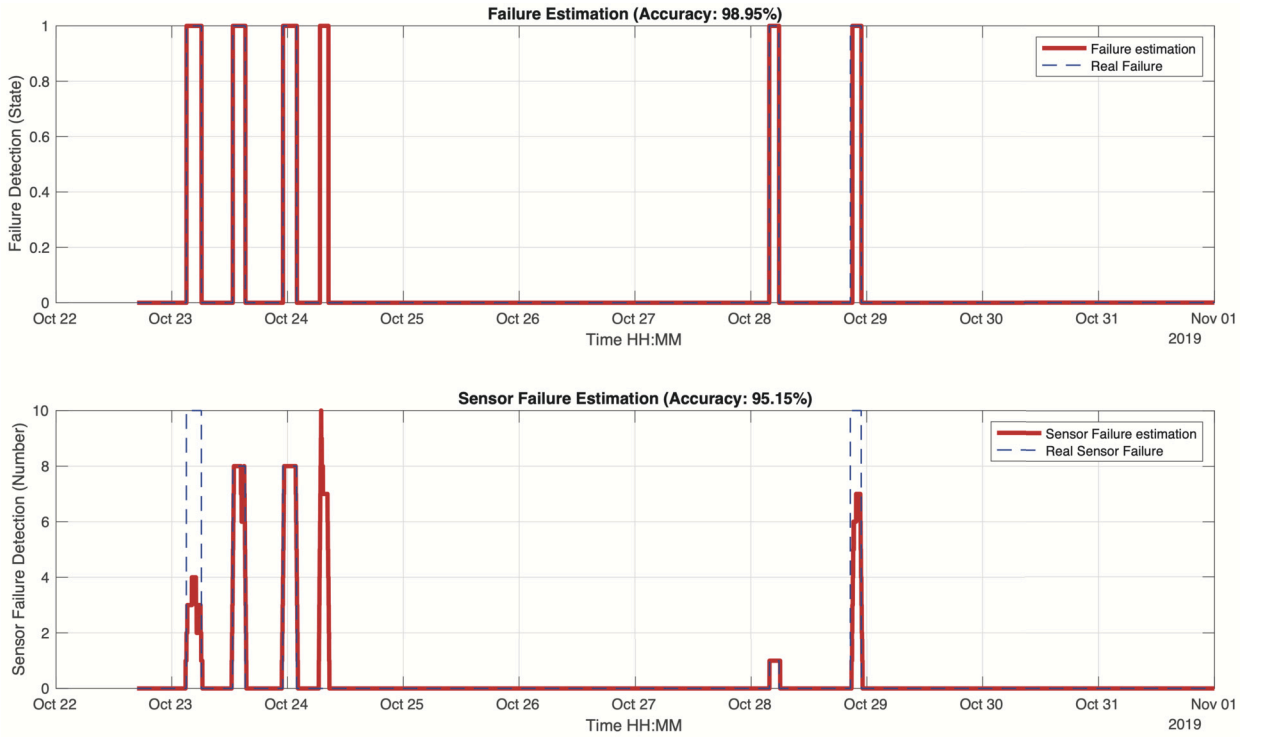 Failure Estimation (Accuracy: 98.95%)
Failure Detection (State)
1
0.8
0.6
0.4
0.2
0
Failure estimation
Real Failure
Oct 22 Oct 23 Oct 24 Oct 25 Oct 26 Oct 27 Oct 28 Oct 29 Oct 30 Oct 31 Nov 01
Time HH:MM 2019
Sensor Failure Estimation (Accuracy: 95.15%)
Sensor Failure Detection (Number)
10
8
6
4
2
0
Sensor Failure estimation
Real Sensor Failure
Oct 22 Oct 23 Oct 24 Oct 25 Oct 26 Oct 27 Oct 28 Oct 29 Oct 30 Oct 31 Nov 01
Time HH:MM 2019